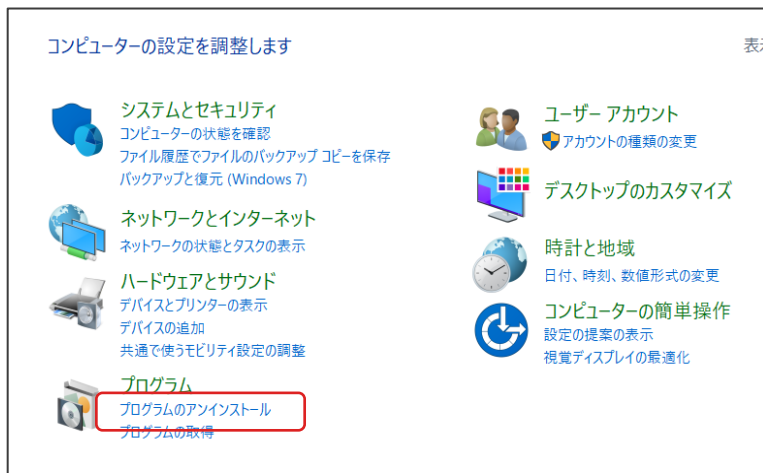 コンピューターの設定を調整します
システムとセキュリティ
コンピューターの状態を確認
ファイル履歴でファイルのバックアップ コピーを保存
バックアップと復元 (Windows 7)
ネットワークとインターネット
ネットワークの状態とタスクの表示
ハードウェアとサウンド
デバイスとプリンターの表示
デバイスの追加
共通で使うモビリティ設定の調整
プログラム
プログラムのアンインストール
プログラムの取得
ユーザー アカウント
アカウントの種類の変更
デスクトップのカスタマイズ
時計と地域
日付、時刻、数値形式の変更
コンピューターの簡単操作
設定の提案の表示
視覚ディスプレイの最適化